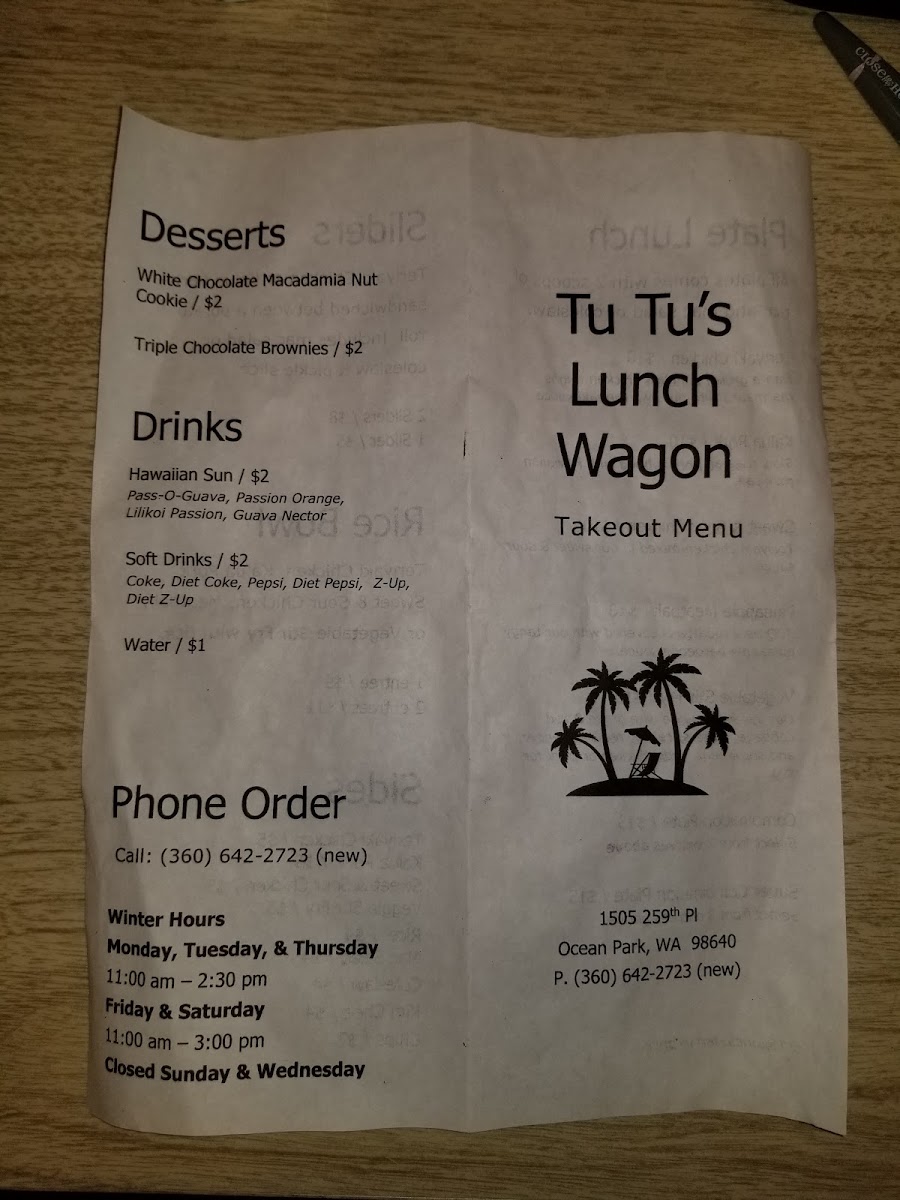 Desserts
White Chocolate Macadamia Nut
Cookie / $2
Triple Chocolate Brownies / $2
Drinks
Hawaiian Sun / $2
Pass-O-Guava, Passion Orange,
Lilikoi Passion, Guava Nector
Soft Drinks / $2
Coke, Diet Coke, Pepsi, Diet Pepsi, Z-Up,
Diet Z-Up
Water / $1
Phone Order
Call: (360) 642-2723 (new)
Winter Hours
Monday, Tuesday, & Thursday
11:00 am – 2:30 pm
Friday & Saturday
11:00 am – 3:00 pm
Closed Sunday & Wednesday
Tu Tu's
Lunch
Wagon
Takeout Menu
1505 259th Pl
Ocean Park, WA 98640
P. (360) 642-2723 (new)